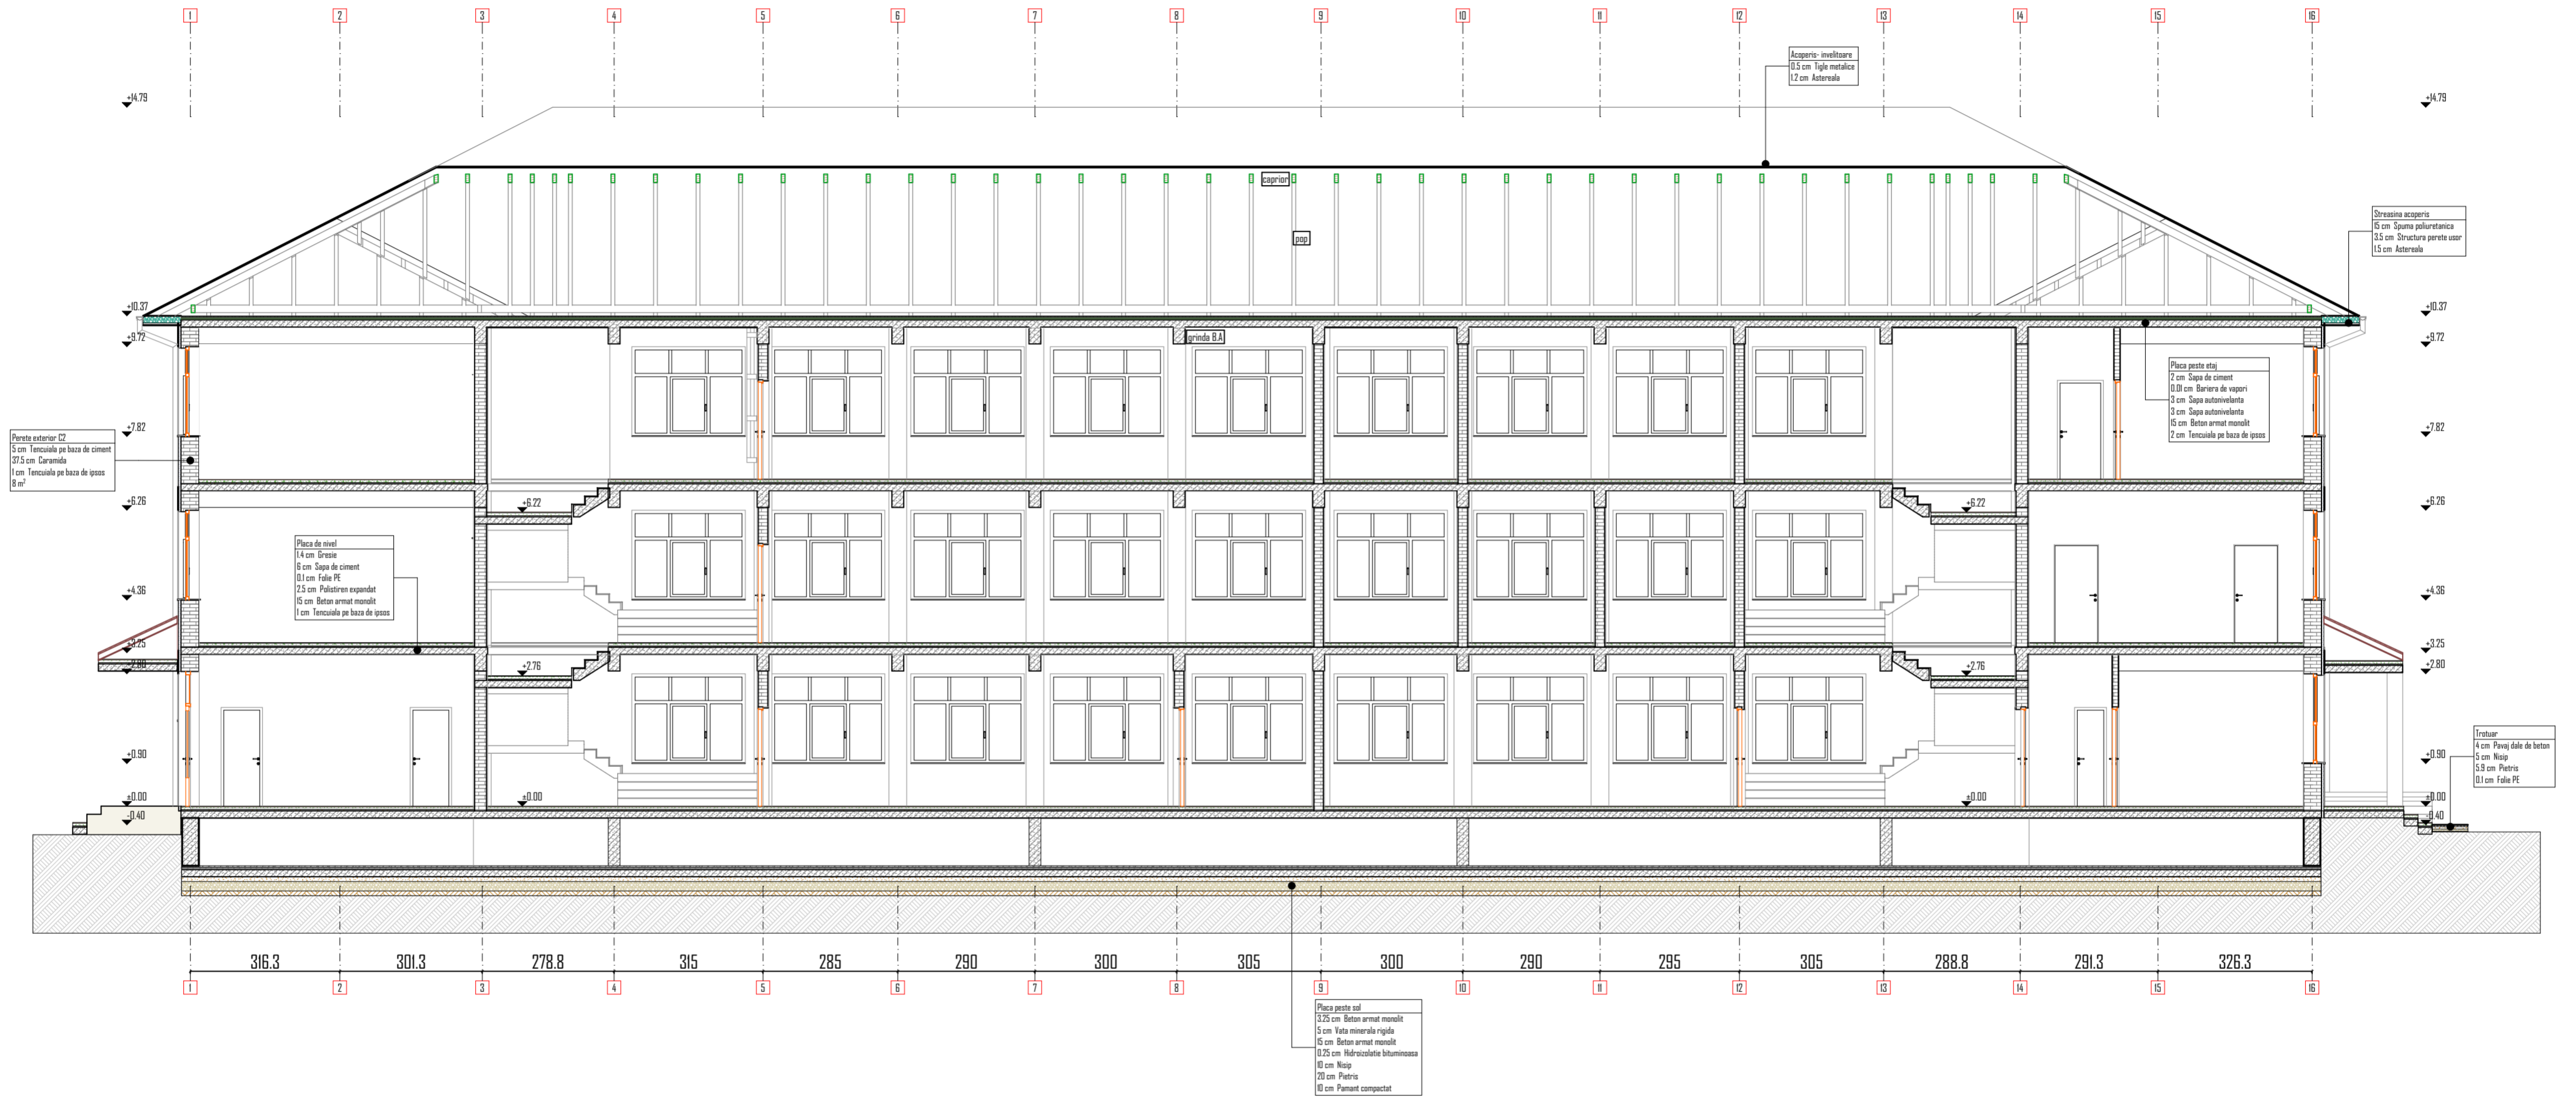 1 2 3 4 5 6 7 8 9 10 11 12 13 14 15 16
Acoperis- invelitoare
0.5 cm Tigle metalice
1.2 cm Astereala
+14.79 +14.79
caprior
pop
Streasina acoperis
15 cm Spuma poliuretanica
3.5 cm Structura perete usor
1.5 cm Astereala
+10.37 +10.37
+9.72 +9.72
grinda B.A
Placa peste etaj
2 cm Sapa de ciment
0.01 cm Bariera de vapori
3 cm Sapa autonivelanta
3 cm Sapa autonivelanta
15 cm Beton armat monolit
2 cm Tencuiala pe baza de ipsos
+7.82 +7.82
Perete exterior C2
5 cm Tencuiala pe baza de ciment
37.5 cm Caramida
1 cm Tencuiala pe baza de ipsos
8 m²
+6.26 +6.22 +6.22 +6.26
Placa de nivel
1.4 cm Gresie
6 cm Sapa de ciment
0.1 cm Folie PE
2.5 cm Polistiren expandat
15 cm Beton armat monolit
1 cm Tencuiala pe baza de ipsos
+4.36 +4.36
+3.25 +3.25
+2.80 +2.76 +2.76 +2.80
Trotuar
4 cm Pavaj dale de beton
5 cm Nisip
5.9 cm Pietris
0.1 cm Folie PE
+0.90 +0.90
±0.00 ±0.00 ±0.00 ±0.00
-0.40 -0.40
316.3 301.3 278.8 315 285 290 300 305 300 290 295 305 288.8 291.3 326.3
1 2 3 4 5 6 7 8 9 10 11 12 13 14 15 16
Placa peste sol
3.25 cm Beton armat monolit
5 cm Vata minerala rigida
15 cm Beton armat monolit
0.25 cm Hidroizolatie bituminoasa
10 cm Nisip
20 cm Pietris
10 cm Pamant compactat